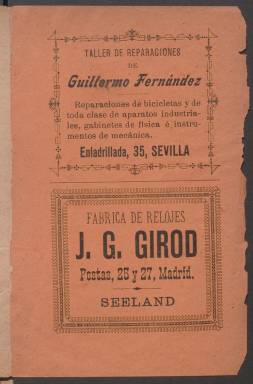 TALLER DE REPARACIONES
DE
Guillermo Fernández
Reparaciones de bicicletas y de
toda clase de aparatos industria-
les, gabinetes de física é instru-
mentos de mecánica.
Enladrillada, 35, SEVILLA
FABRICA DE RELOJES
J. G. GIROD
Postas, 25 y 27, Madrid.
SEELAND